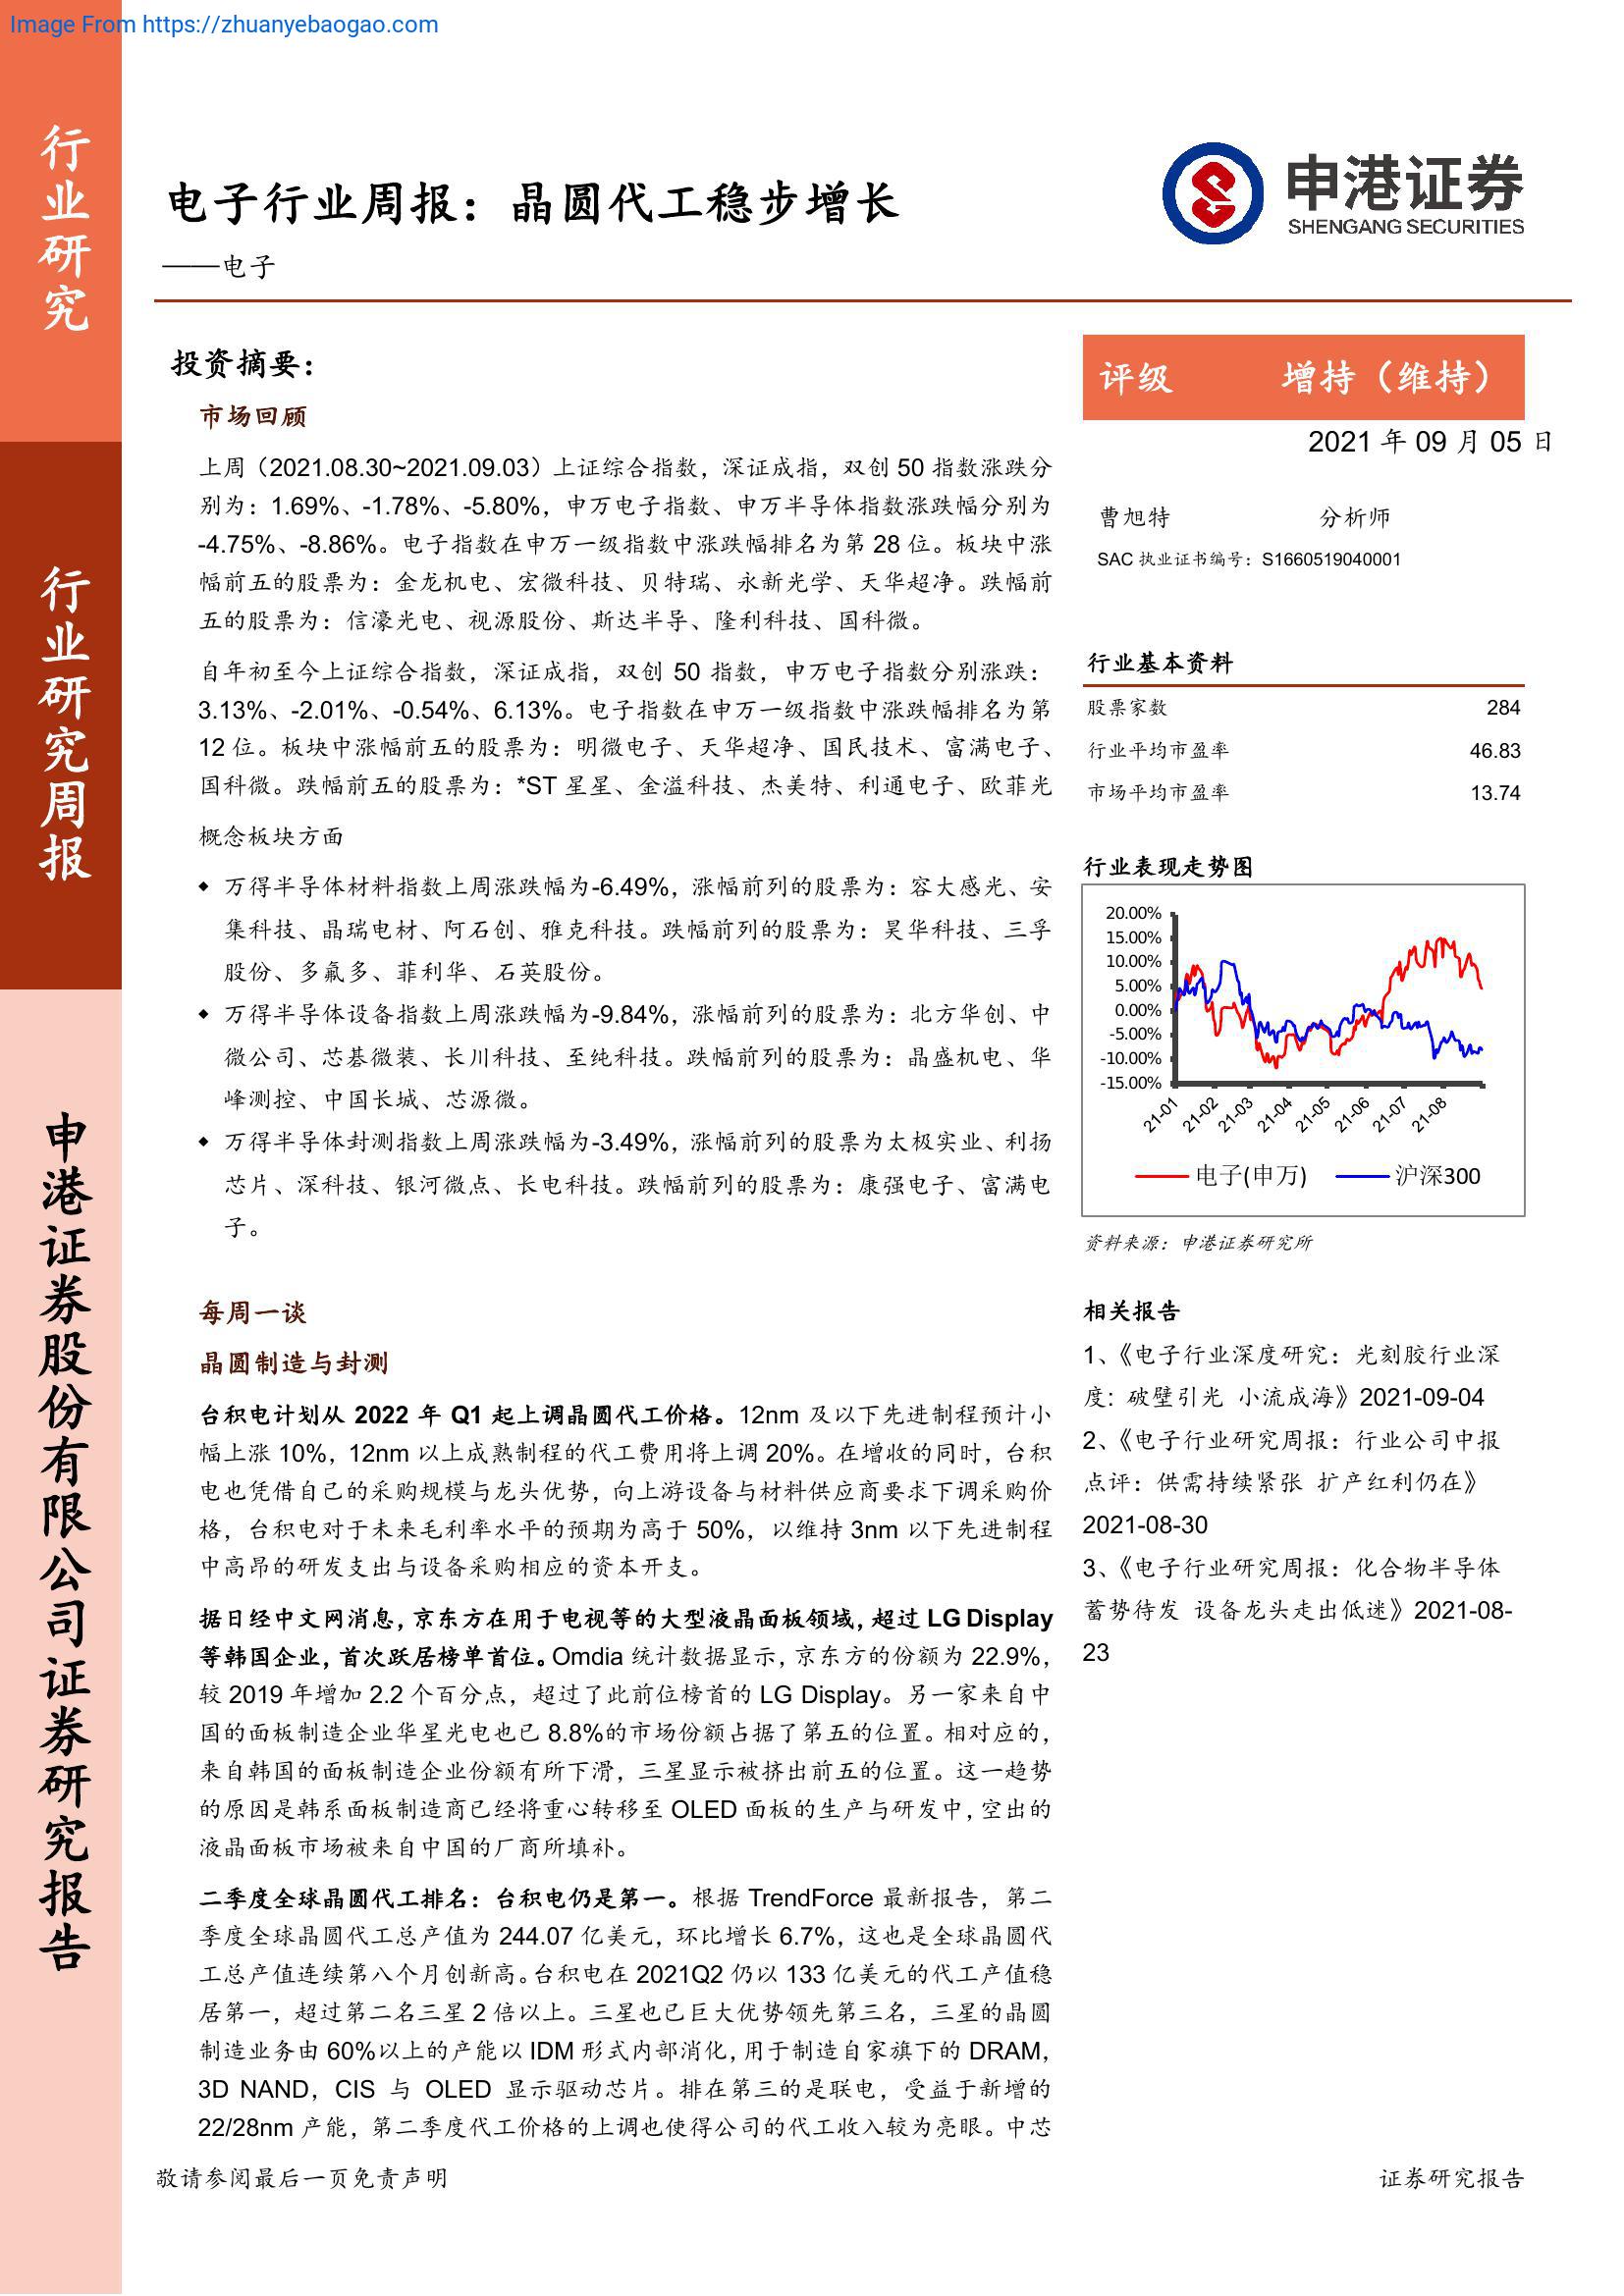 Image From https://zhuanyebaogao.com
行业研究
行业研究周报
申港证券股份有限公司证券研究报告
电子行业周报：晶圆代工稳步增长
——电子
申港证券
SHENGANG SECURITIES
投资摘要：
市场回顾
上周（2021.08.30~2021.09.03）上证综合指数，深证成指，双创 50 指数涨跌分
别为：1.69%、-1.78%、-5.80%，申万电子指数、申万半导体指数涨跌幅分别为
-4.75%、-8.86%。电子指数在申万一级指数中涨跌幅排名为第 28 位。板块中涨
幅前五的股票为：金龙机电、宏微科技、贝特瑞、永新光学、天华超净。跌幅前
五的股票为：信濠光电、视源股份、斯达半导、隆利科技、国科微。
自年初至今上证综合指数，深证成指，双创 50 指数，申万电子指数分别涨跌：
3.13%、-2.01%、-0.54%、6.13%。电子指数在申万一级指数中涨跌幅排名为第
12 位。板块中涨幅前五的股票为：明微电子、天华超净、国民技术、富满电子、
国科微。跌幅前五的股票为：*ST 星星、金溢科技、杰美特、利通电子、欧菲光
概念板块方面
◆ 万得半导体材料指数上周涨跌幅为-6.49%，涨幅前列的股票为：容大感光、安
集科技、晶瑞电材、阿石创、雅克科技。跌幅前列的股票为：昊华科技、三孚
股份、多氟多、菲利华、石英股份。
◆ 万得半导体设备指数上周涨跌幅为-9.84%，涨幅前列的股票为：北方华创、中
微公司、芯碁微装、长川科技、至纯科技。跌幅前列的股票为：晶盛机电、华
峰测控、中国长城、芯源微。
◆ 万得半导体封测指数上周涨跌幅为-3.49%，涨幅前列的股票为太极实业、利扬
芯片、深科技、银河微点、长电科技。跌幅前列的股票为：康强电子、富满电
子。
每周一谈
晶圆制造与封测
台积电计划从 2022 年 Q1 起上调晶圆代工价格。12nm 及以下先进制程预计小
幅上涨 10%，12nm 以上成熟制程的代工费用将上调 20%。在增收的同时，台积
电也凭借自己的采购规模与龙头优势，向上游设备与材料供应商要求下调采购价
格，台积电对于未来毛利率水平的预期为高于 50%，以维持 3nm 以下先进制程
中高昂的研发支出与设备采购相应的资本开支。
据日经中文网消息，京东方在用于电视等的大型液晶面板领域，超过 LG Display
等韩国企业，首次跃居榜单首位。Omdia 统计数据显示，京东方的份额为 22.9%，
较 2019 年增加 2.2 个百分点，超过了此前位榜首的 LG Display。另一家来自中
国的面板制造企业华星光电也已 8.8%的市场份额占据了第五的位置。相对应的，
来自韩国的面板制造企业份额有所下滑，三星显示被挤出前五的位置。这一趋势
的原因是韩系面板制造商已经将重心转移至 OLED 面板的生产与研发中，空出的
液晶面板市场被来自中国的厂商所填补。
二季度全球晶圆代工排名：台积电仍是第一。根据 TrendForce 最新报告，第二
季度全球晶圆代工总产值为 244.07 亿美元，环比增长 6.7%，这也是全球晶圆代
工总产值连续第八个月创新高。台积电在 2021Q2 仍以 133 亿美元的代工产值稳
居第一，超过第二名三星 2 倍以上。三星也已巨大优势领先第三名，三星的晶圆
制造业务由 60%以上的产能以 IDM 形式内部消化，用于制造自家旗下的 DRAM，
3D NAND，CIS 与 OLED 显示驱动芯片。排在第三的是联电，受益于新增的
22/28nm 产能，第二季度代工价格的上调也使得公司的代工收入较为亮眼。中芯
评级 增持（维持）
2021 年 09 月 05 日
曹旭特 分析师
SAC 执业证书编号：S1660519040001
行业基本资料
股票家数 284
行业平均市盈率 46.83
市场平均市盈率 13.74
行业表现走势图
20.00%
15.00%
10.00%
5.00%
0.00%
-5.00%
-10.00%
-15.00%
21-01 21-02 21-03 21-04 21-05 21-06 21-07 21-08
电子(申万) 沪深300
资料来源：申港证券研究所
相关报告
1、《电子行业深度研究：光刻胶行业深
度：破壁引光 小流成海》2021-09-04
2、《电子行业研究周报：行业公司中报
点评：供需持续紧张 扩产红利仍在》
2021-08-30
3、《电子行业研究周报：化合物半导体
蓄势待发 设备龙头走出低迷》2021-08-
23
敬请参阅最后一页免责声明 证券研究报告